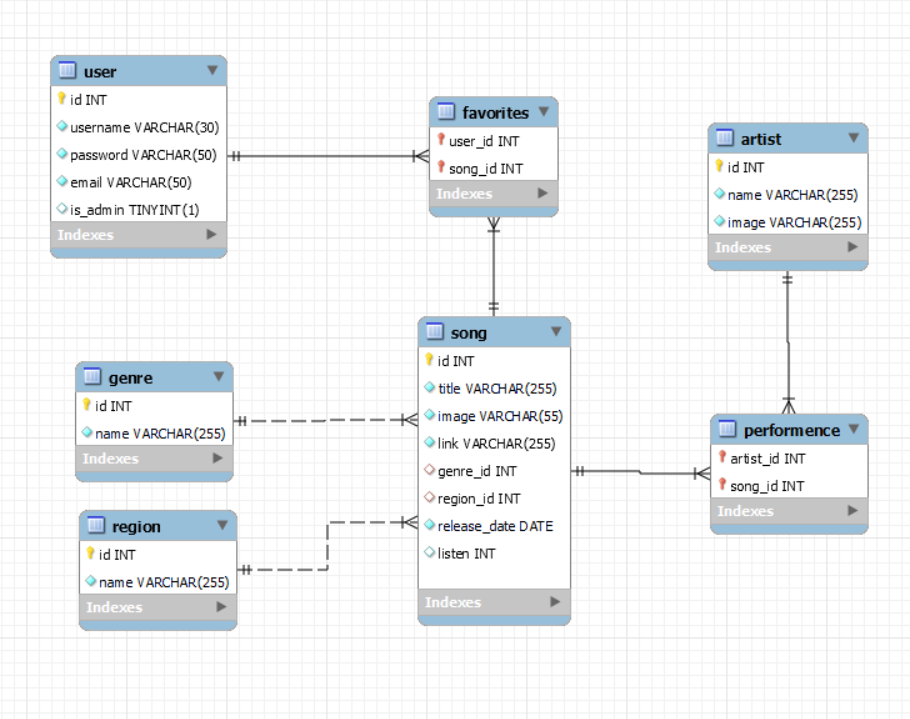 user
id INT
username VARCHAR(30)
password VARCHAR(50)
email VARCHAR(50)
is_admin TINYINT(1)
Indexes
favorites
user_id INT
song_id INT
Indexes
artist
id INT
name VARCHAR(255)
image VARCHAR(255)
Indexes
genre
id INT
name VARCHAR(255)
Indexes
song
id INT
title VARCHAR(255)
image VARCHAR(55)
link VARCHAR(255)
genre_id INT
region_id INT
release_date DATE
listen INT
Indexes
performence
artist_id INT
song_id INT
Indexes
region
id INT
name VARCHAR(255)
Indexes